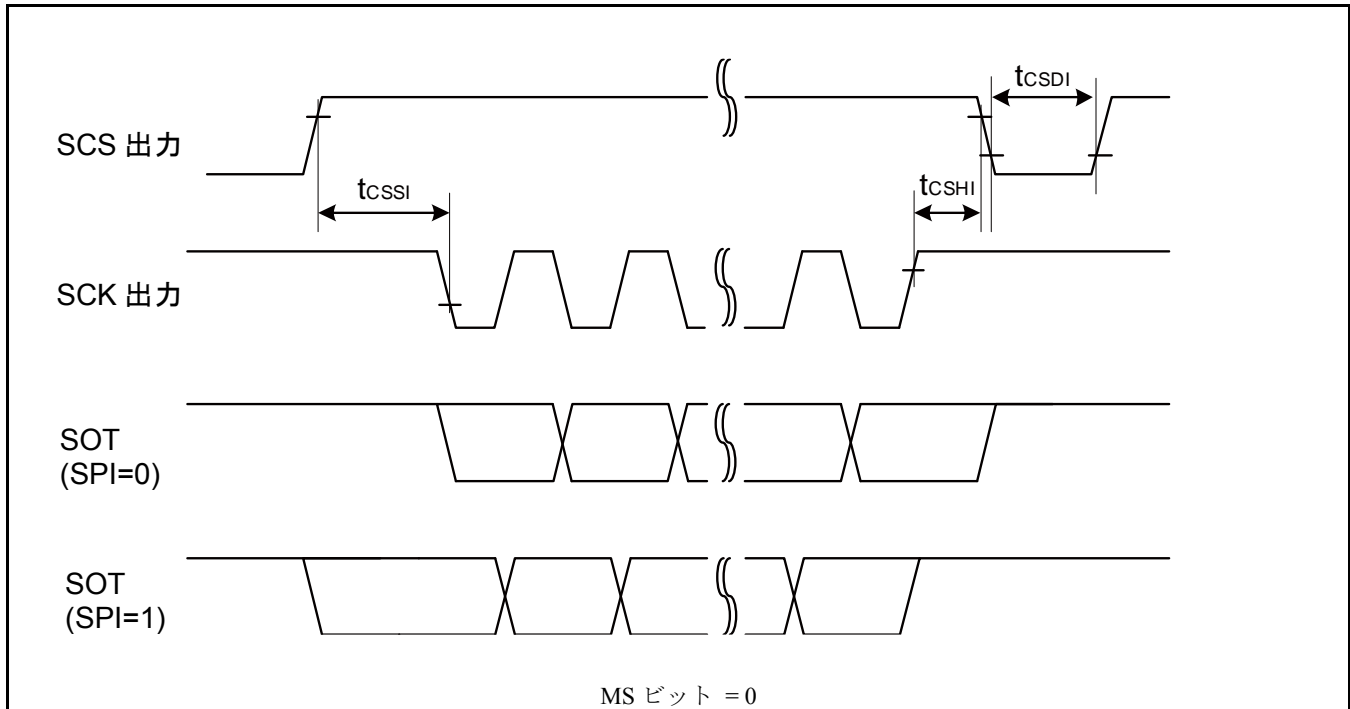 tCSDI
SCS 出力
tCSSI
tCSHI
SCK 出力
SOT
(SPI=0)
SOT
(SPI=1)
MS ビット = 0